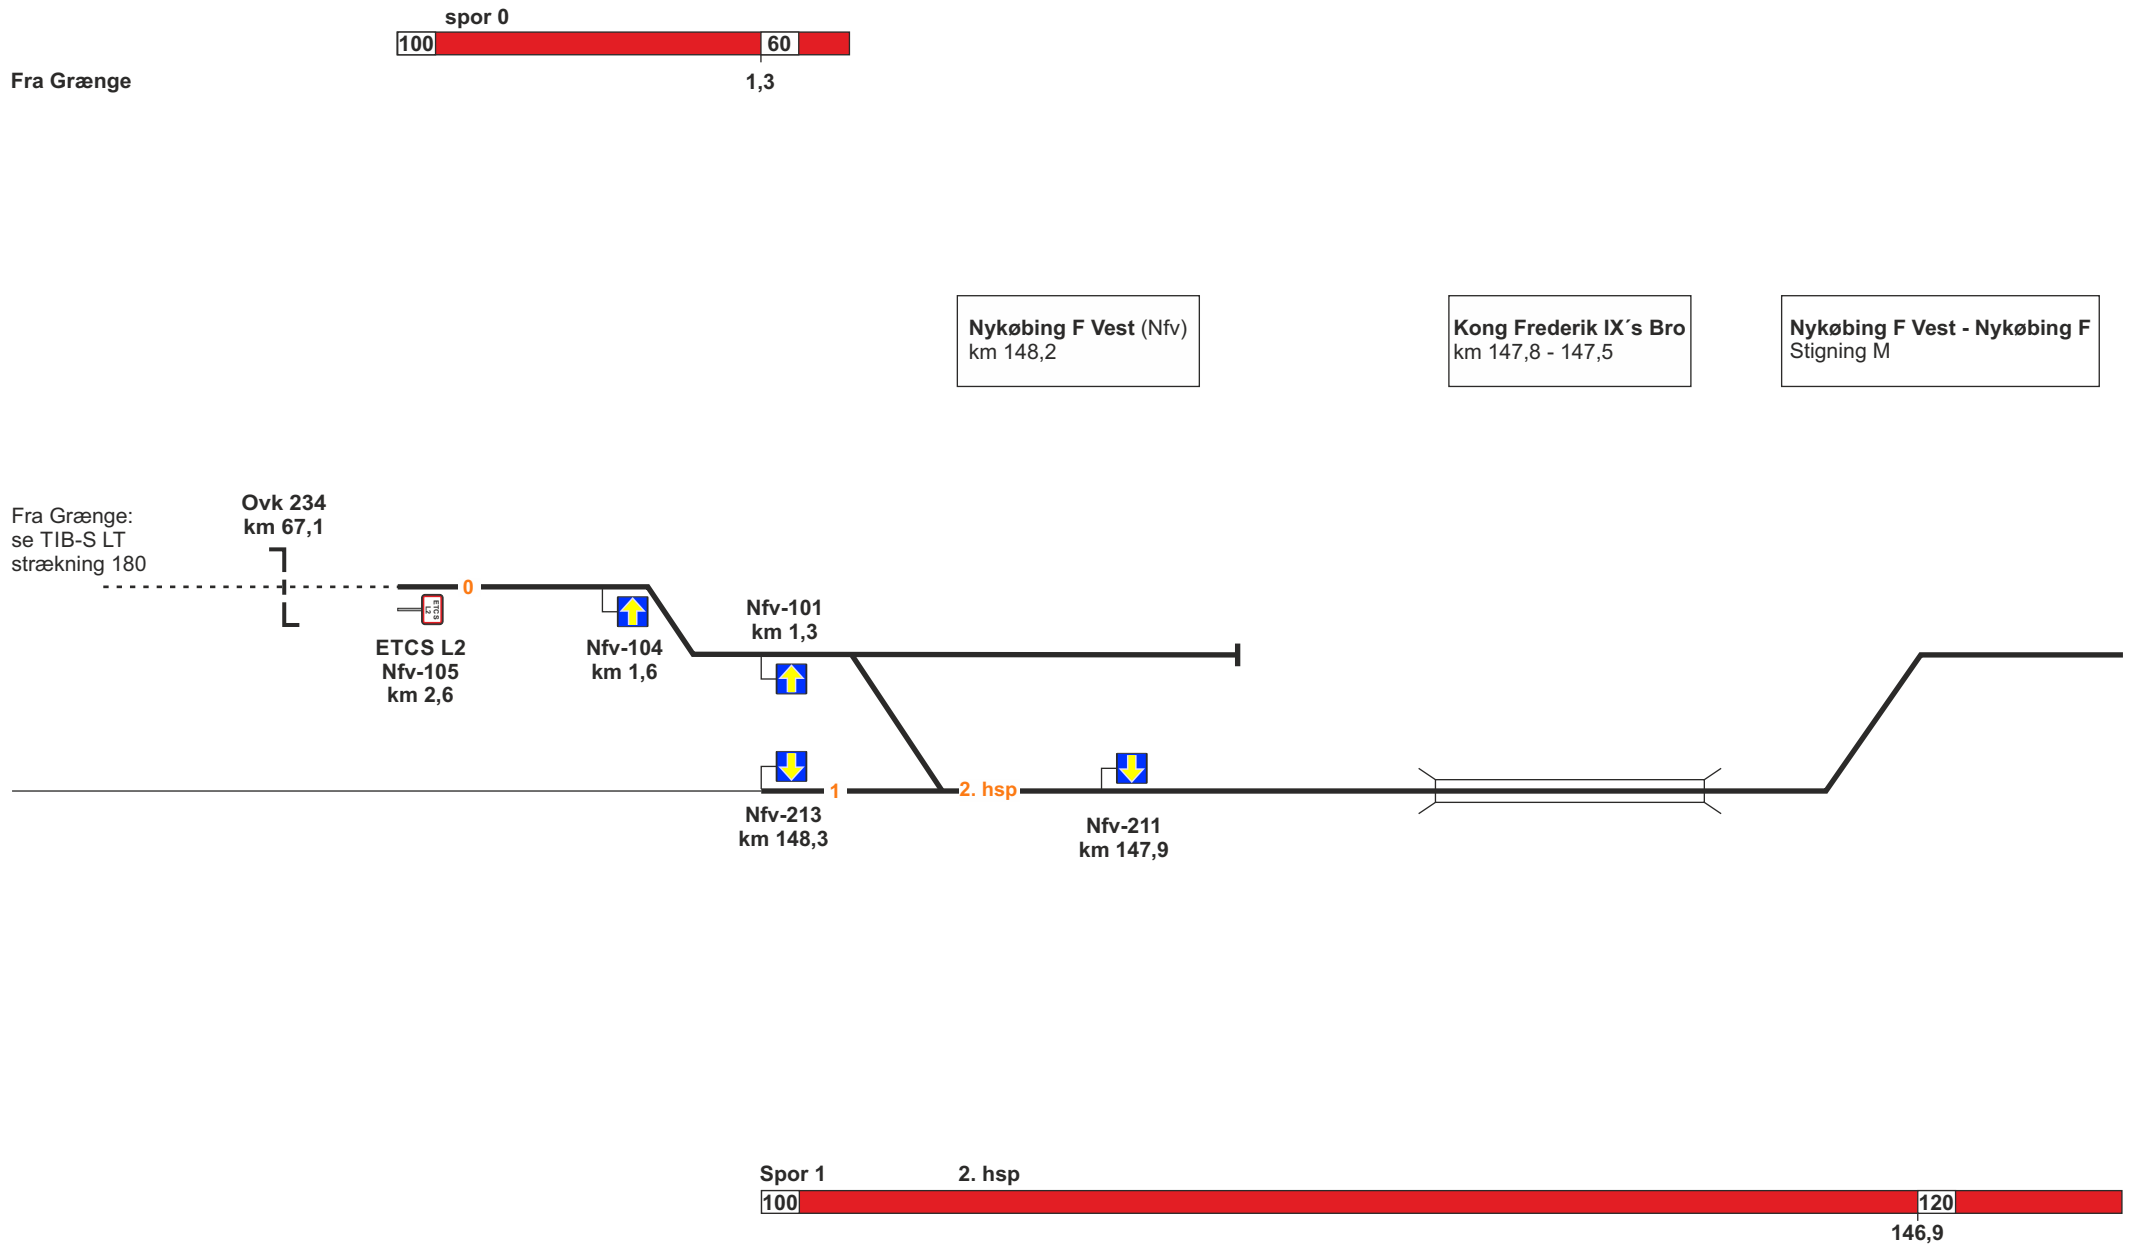 spor 0
100
60
Fra Grænge
1,3
Nykøbing F Vest (Nfv)
km 148,2
Kong Frederik IX´s Bro
km 147,8 - 147,5
Nykøbing F Vest - Nykøbing F
Stigning M
Fra Grænge:
se TIB-S LT
strækning 180
Ovk 234
km 67,1
0
ETCS
L2
ETCS L2
Nfv-105
km 2,6
Nfv-104
km 1,6
Nfv-101
km 1,3
1
2. hsp
Nfv-213
km 148,3
Nfv-211
km 147,9
Spor 1
2. hsp
100
120
146,9